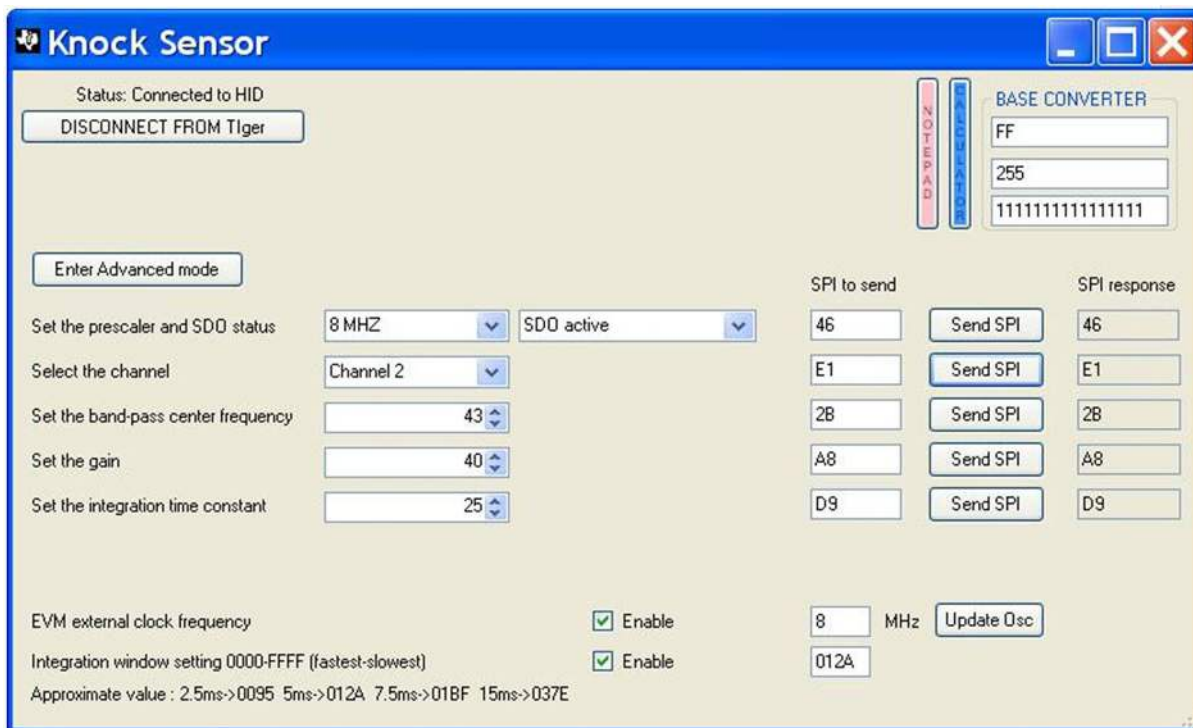 Knock Sensor
Status: Connected to HID
DISCONNECT FROM TIger
NOTEPAD
CALCULATOR
BASE CONVERTER
FF
255
1111111111111111
Enter Advanced mode
SPI to send SPI response
Set the prescaler and SDO status 8 MHZ SDO active 46 Send SPI 46
Select the channel Channel 2 E1 Send SPI E1
Set the band-pass center frequency 43 2B Send SPI 2B
Set the gain 40 A8 Send SPI A8
Set the integration time constant 25 D9 Send SPI D9
EVM external clock frequency Enable 8 MHz Update Osc
Integration window setting 0000-FFFF (fastest-slowest) Enable 012A
Approximate value : 2.5ms->0095 5ms->012A 7.5ms->01BF 15ms->037E